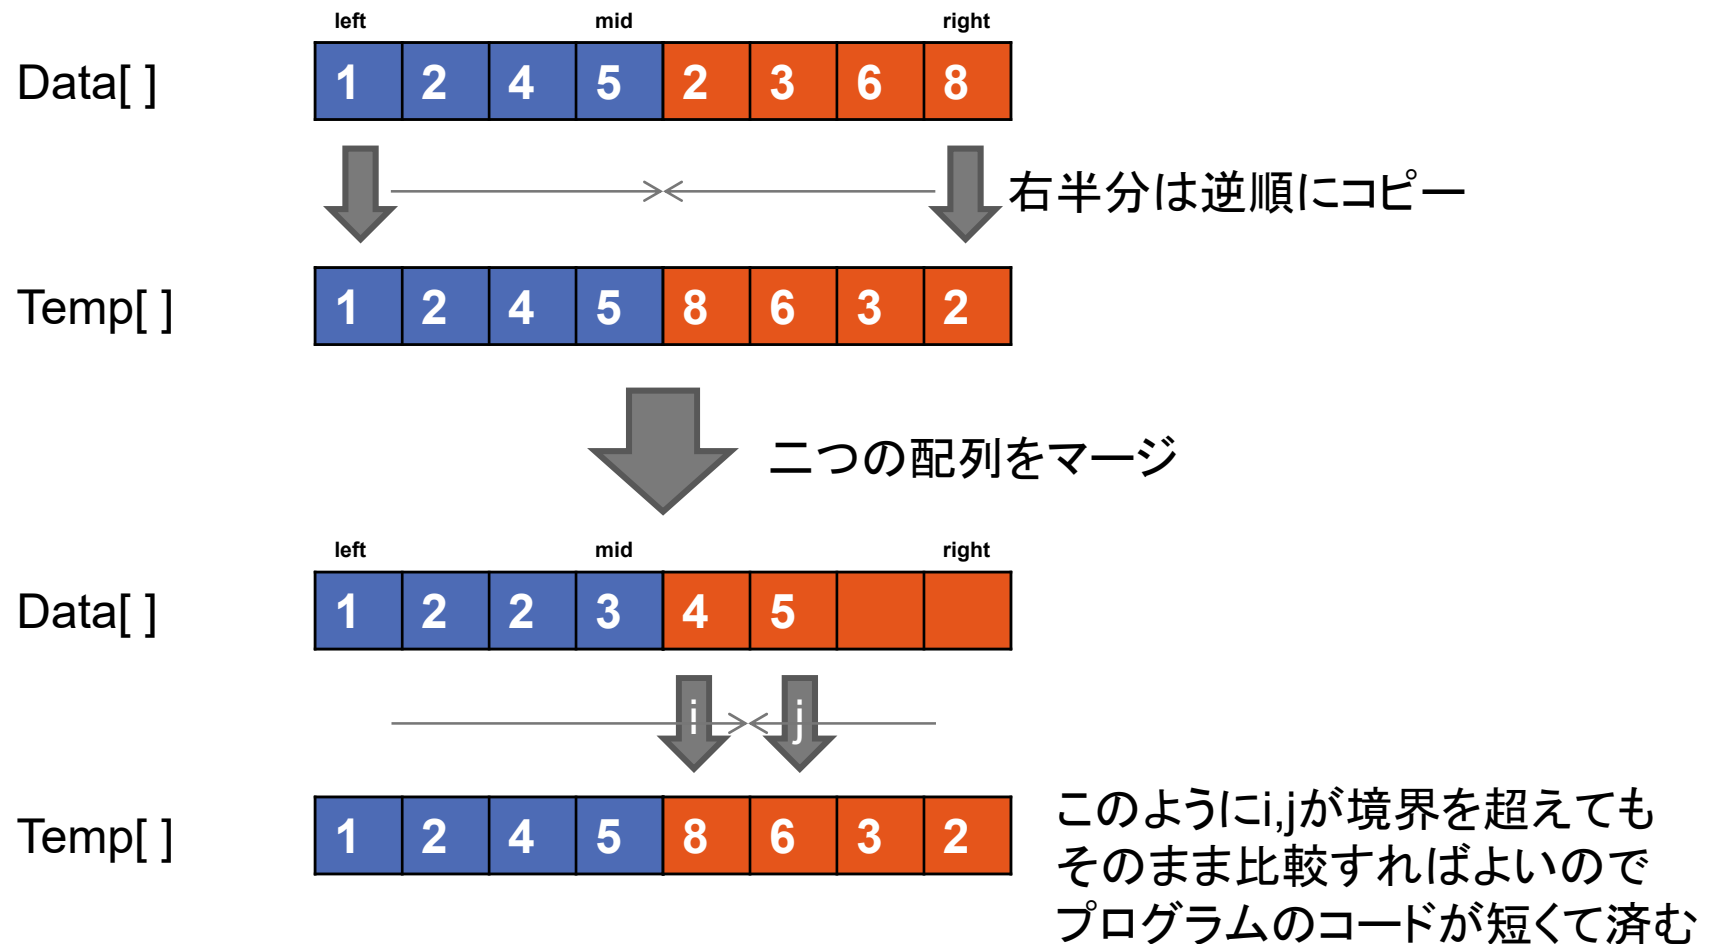 left mid right
Data[ ] 1 2 4 5 2 3 6 8
右半分は逆順にコピー
Temp[ ] 1 2 4 5 8 6 3 2
二つの配列をマージ
left mid right
Data[ ] 1 2 2 3 4 5
i j
Temp[ ] 1 2 4 5 8 6 3 2
このようにi,jが境界を超えても
そのまま比較すればよいので
プログラムのコードが短くて済む